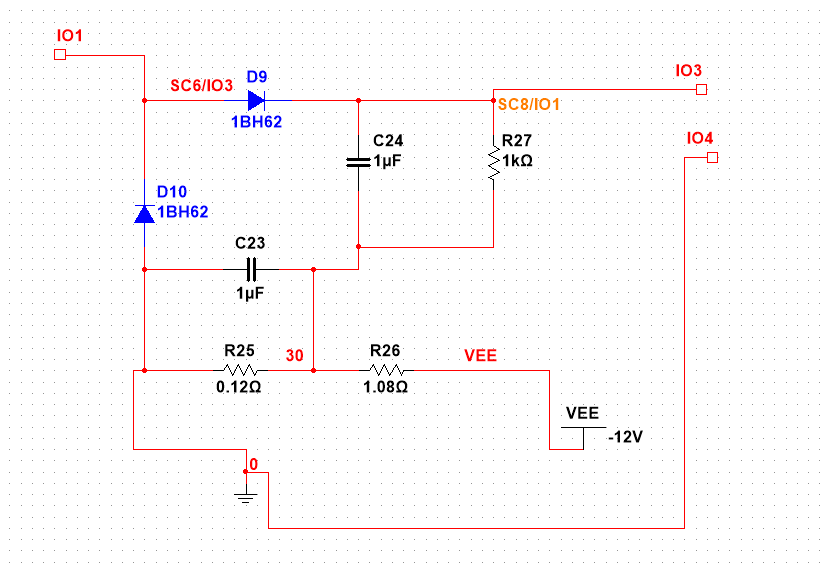 IO1
D9
SC6/IO3
1BH62
IO3
SC8/IO1
C24
1µF
R27
1kΩ
IO4
D10
1BH62
C23
1µF
R25
30
R26
VEE
0.12Ω
1.08Ω
VEE
-12V
0